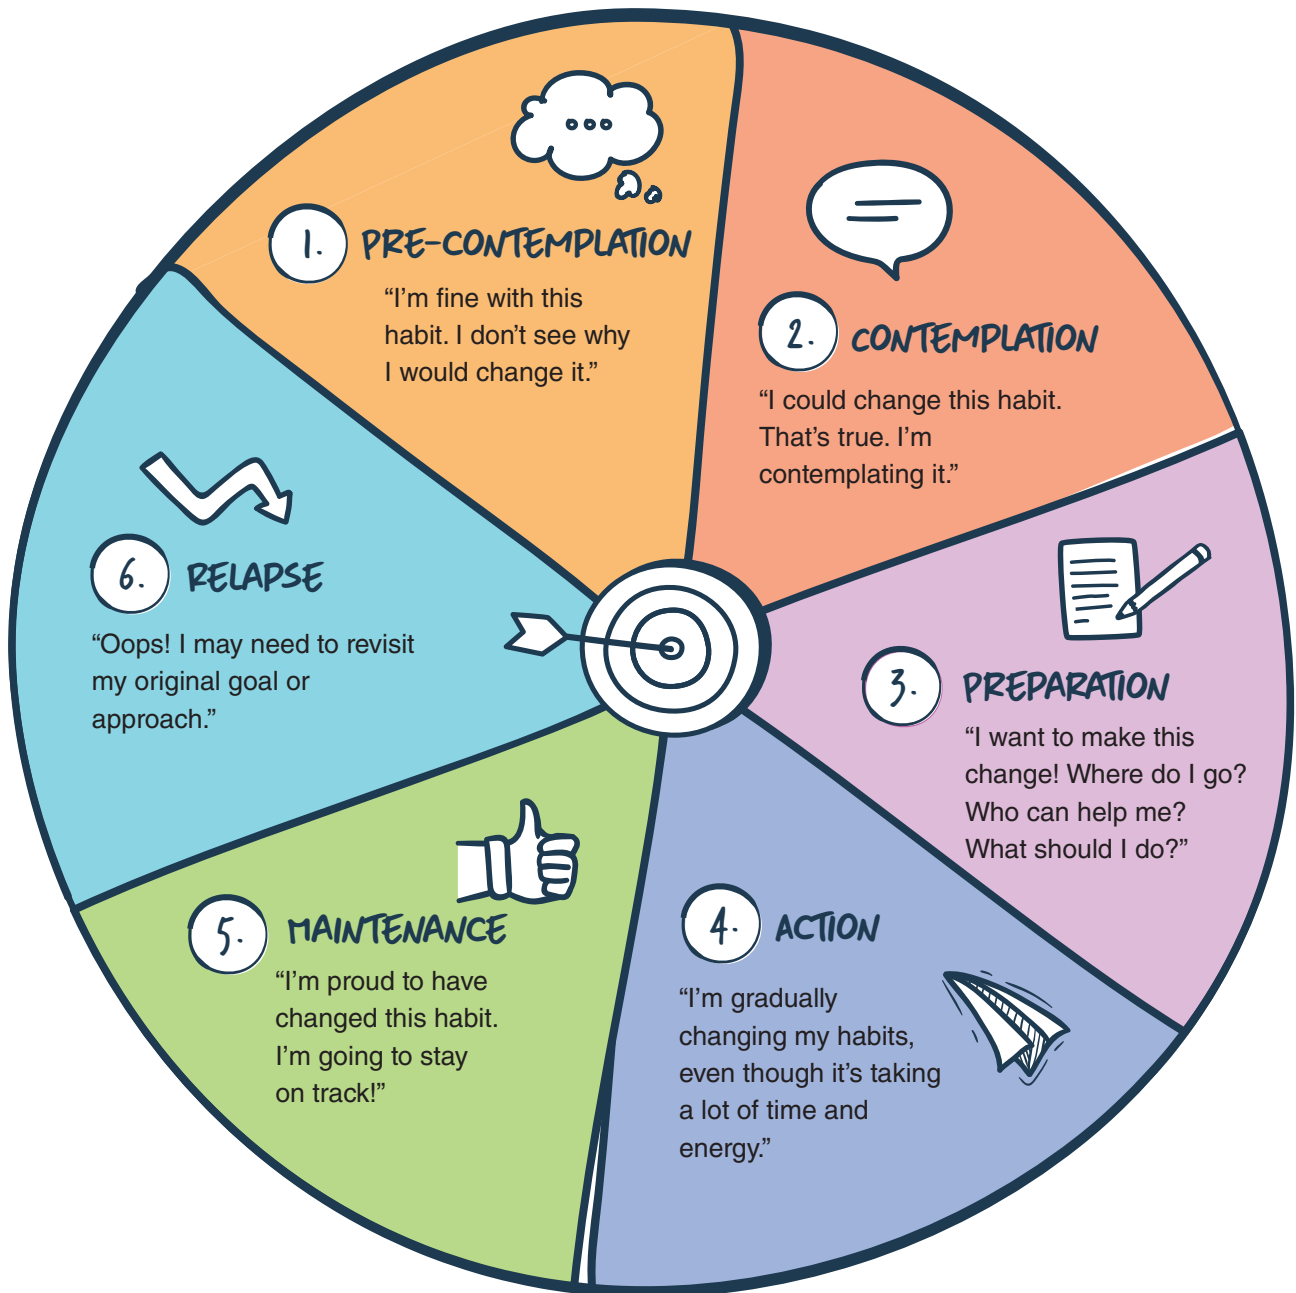 1. PRE-CONTEMPLATION
“I’m fine with this
habit. I don’t see why
I would change it.”
2. CONTEMPLATION
“I could change this habit.
That’s true. I’m
contemplating it.”
3. PREPARATION
“I want to make this
change! Where do I go?
Who can help me?
What should I do?”
4. ACTION
“I’m gradually
changing my habits,
even though it’s taking
a lot of time and
energy.”
5. MAINTENANCE
“I’m proud to have
changed this habit.
I’m going to stay
on track!”
6. RELAPSE
“Oops! I may need to revisit
my original goal or
approach.”